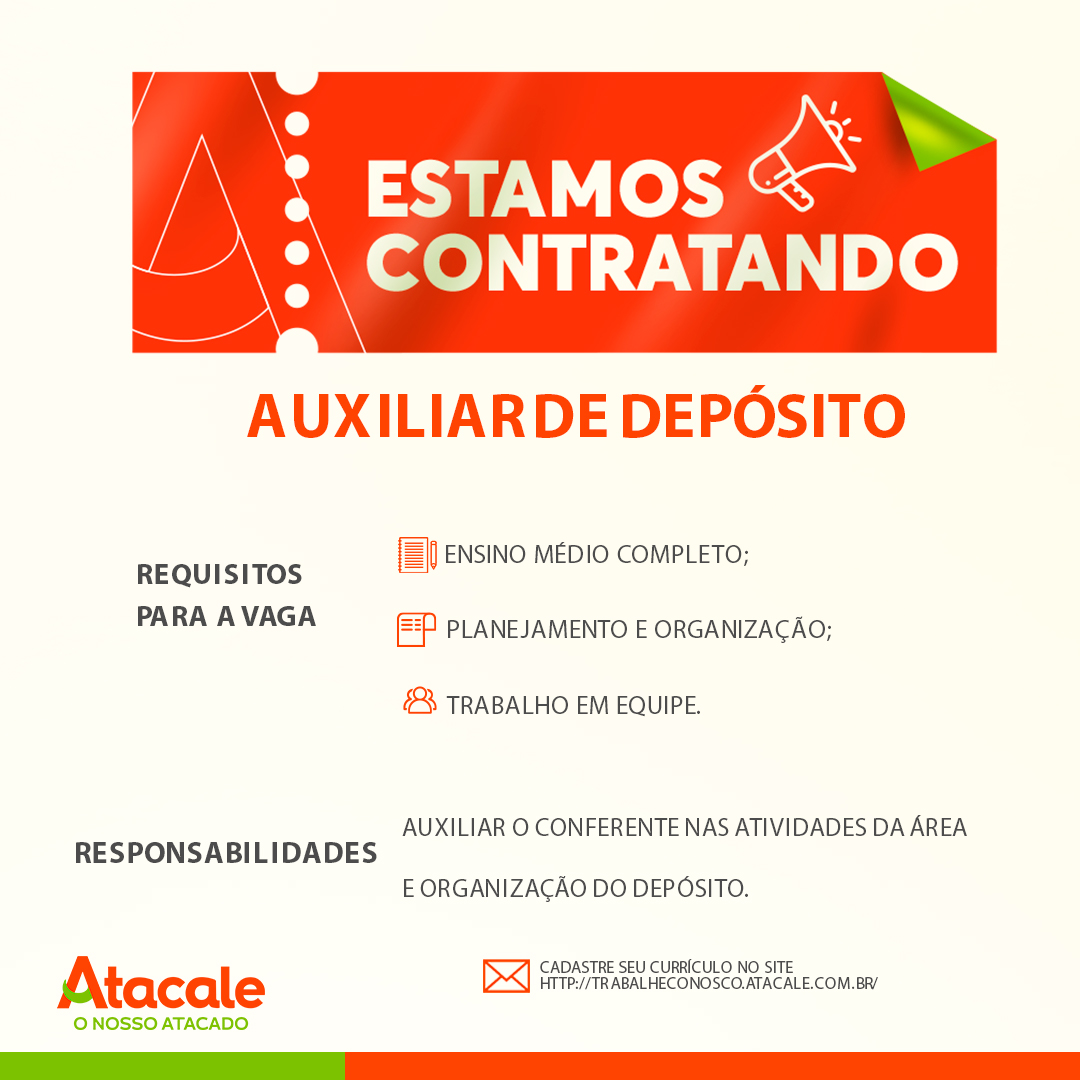 ESTAMOS
CONTRATANDO
AUXILIAR DE DEPÓSITO
REQUISITOS
PARA A VAGA
ENSINO MÉDIO COMPLETO;
PLANEJAMENTO E ORGANIZAÇÃO;
TRABALHO EM EQUIPE.
RESPONSABILIDADES
AUXILIAR O CONFERENTE NAS ATIVIDADES DA ÁREA
E ORGANIZAÇÃO DO DEPÓSITO.
Atacale
O NOSSO ATACADO
CADASTRE SEU CURRÍCULO NO SITE
HTTP://TRABALHECONOSCO.ATACALE.COM.BR/